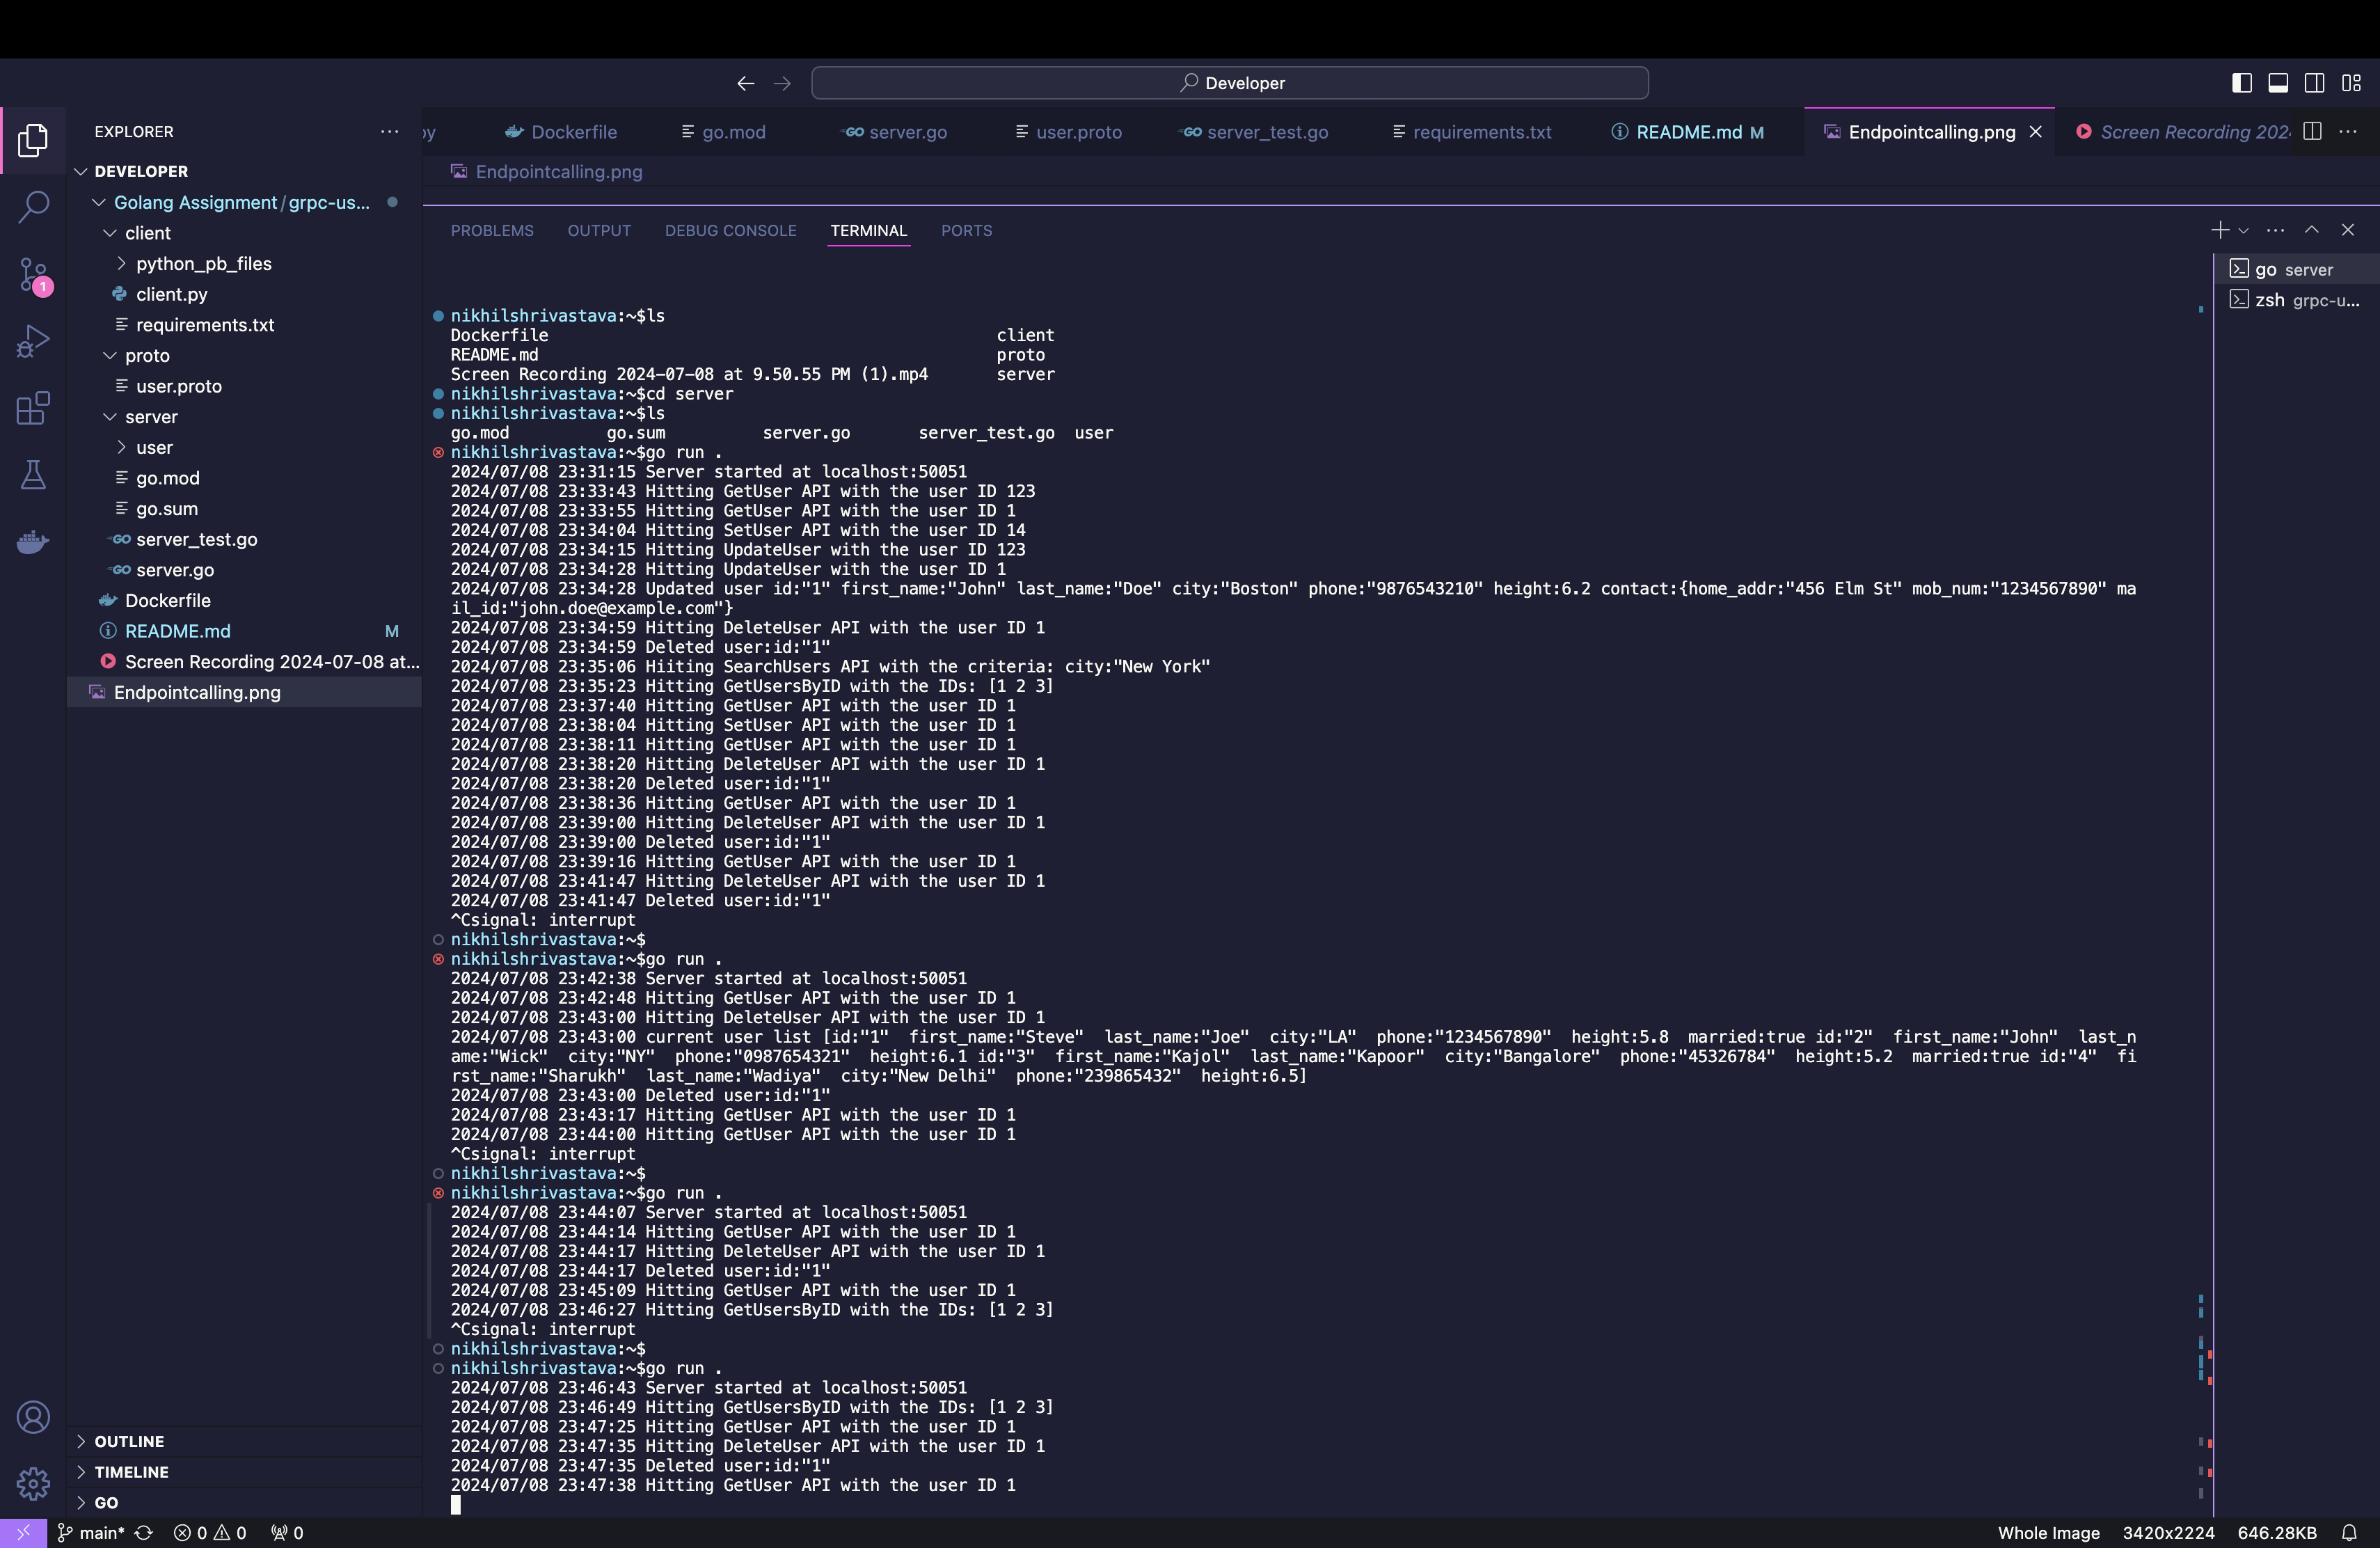 Developer
EXPLORER
DEVELOPER
Golang Assignment/grpc-us...
client
python_pb_files
client.py
requirements.txt
proto
user.proto
server
user
go.mod
go.sum
server_test.go
server.go
Dockerfile
README.md M
Screen Recording 2024-07-08 at...
Endpointcalling.png
OUTLINE
TIMELINE
GO
py Dockerfile go.mod server.go user.proto server_test.go requirements.txt README.md M Endpointcalling.png Screen Recording 202
Endpointcalling.png
PROBLEMS OUTPUT DEBUG CONSOLE TERMINAL PORTS
go server
zsh grpc-u...
nikhilshrivastava:~$ls
Dockerfile client
README.md proto
Screen Recording 2024-07-08 at 9.50.55 PM (1).mp4 server
nikhilshrivastava:~$cd server
nikhilshrivastava:~$ls
go.mod go.sum server.go server_test.go user
nikhilshrivastava:~$go run .
2024/07/08 23:31:15 Server started at localhost:50051
2024/07/08 23:33:43 Hitting GetUser API with the user ID 123
2024/07/08 23:33:55 Hitting GetUser API with the user ID 1
2024/07/08 23:34:04 Hitting SetUser API with the user ID 14
2024/07/08 23:34:15 Hitting UpdateUser with the user ID 123
2024/07/08 23:34:28 Hitting UpdateUser with the user ID 1
2024/07/08 23:34:28 Updated user id:"1" first_name:"John" last_name:"Doe" city:"Boston" phone:"9876543210" height:6.2 contact:{home_addr:"456 Elm St" mob_num:"1234567890" ma
il_id:"john.doe@example.com"}
2024/07/08 23:34:59 Hitting DeleteUser API with the user ID 1
2024/07/08 23:34:59 Deleted user:id:"1"
2024/07/08 23:35:06 Hiiting SearchUsers API with the criteria: city:"New York"
2024/07/08 23:35:23 Hitting GetUsersByID with the IDs: [1 2 3]
2024/07/08 23:37:40 Hitting GetUser API with the user ID 1
2024/07/08 23:38:04 Hitting SetUser API with the user ID 1
2024/07/08 23:38:11 Hitting GetUser API with the user ID 1
2024/07/08 23:38:20 Hitting DeleteUser API with the user ID 1
2024/07/08 23:38:20 Deleted user:id:"1"
2024/07/08 23:38:36 Hitting GetUser API with the user ID 1
2024/07/08 23:39:00 Hitting DeleteUser API with the user ID 1
2024/07/08 23:39:00 Deleted user:id:"1"
2024/07/08 23:39:16 Hitting GetUser API with the user ID 1
2024/07/08 23:41:47 Hitting DeleteUser API with the user ID 1
2024/07/08 23:41:47 Deleted user:id:"1"
^Csignal: interrupt
nikhilshrivastava:~$
nikhilshrivastava:~$go run .
2024/07/08 23:42:38 Server started at localhost:50051
2024/07/08 23:42:48 Hitting GetUser API with the user ID 1
2024/07/08 23:43:00 Hitting DeleteUser API with the user ID 1
2024/07/08 23:43:00 current user list [id:"1" first_name:"Steve" last_name:"Joe" city:"LA" phone:"1234567890" height:5.8 married:true id:"2" first_name:"John" last_n
ame:"Wick" city:"NY" phone:"0987654321" height:6.1 id:"3" first_name:"Kajol" last_name:"Kapoor" city:"Bangalore" phone:"45326784" height:5.2 married:true id:"4" fi
rst_name:"Sharukh" last_name:"Wadiya" city:"New Delhi" phone:"239865432" height:6.5]
2024/07/08 23:43:00 Deleted user:id:"1"
2024/07/08 23:43:17 Hitting GetUser API with the user ID 1
2024/07/08 23:44:00 Hitting GetUser API with the user ID 1
^Csignal: interrupt
nikhilshrivastava:~$
nikhilshrivastava:~$go run .
2024/07/08 23:44:07 Server started at localhost:50051
2024/07/08 23:44:14 Hitting GetUser API with the user ID 1
2024/07/08 23:44:17 Hitting DeleteUser API with the user ID 1
2024/07/08 23:44:17 Deleted user:id:"1"
2024/07/08 23:45:09 Hitting GetUser API with the user ID 1
2024/07/08 23:46:27 Hitting GetUsersByID with the IDs: [1 2 3]
^Csignal: interrupt
nikhilshrivastava:~$
nikhilshrivastava:~$go run .
2024/07/08 23:46:43 Server started at localhost:50051
2024/07/08 23:46:49 Hitting GetUsersByID with the IDs: [1 2 3]
2024/07/08 23:47:25 Hitting GetUser API with the user ID 1
2024/07/08 23:47:35 Hitting DeleteUser API with the user ID 1
2024/07/08 23:47:35 Deleted user:id:"1"
2024/07/08 23:47:38 Hitting GetUser API with the user ID 1
1
main* 0 0 0 Whole Image 3420x2224 646.28KB